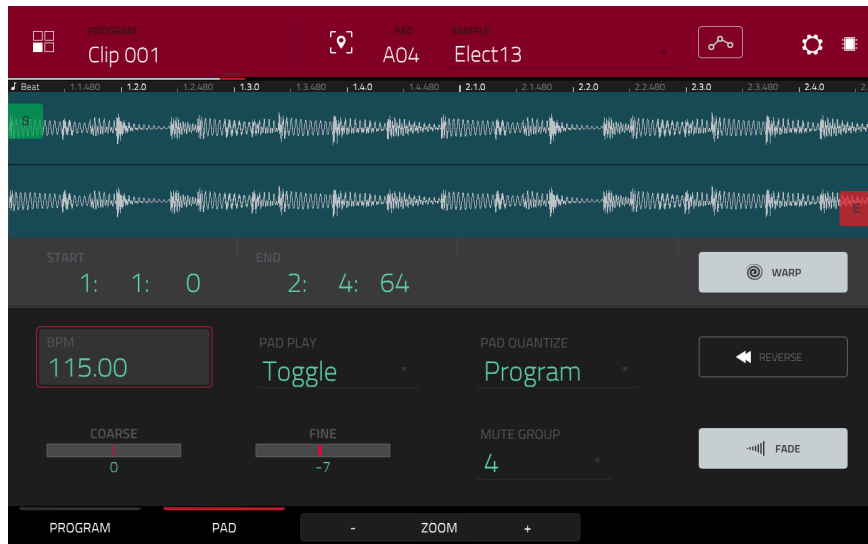 PROGRAM PAD SAMPLE
Clip 001 A04 Elect13
Beat 1.1.480 1.2.0 1.2.480 1.3.0 1.3.480 1.4.0 1.4.480 2.1.0 2.1.480 2.2.0 2.2.480 2.3.0 2.3.480 2.4.0 2.
S
E
START END
1: 1: 0 2: 4: 64 WARP
BPM PAD PLAY PAD QUANTIZE
115.00 Toggle Program REVERSE
COARSE FINE MUTE GROUP
0 -7 4 FADE
PROGRAM PAD - ZOOM +